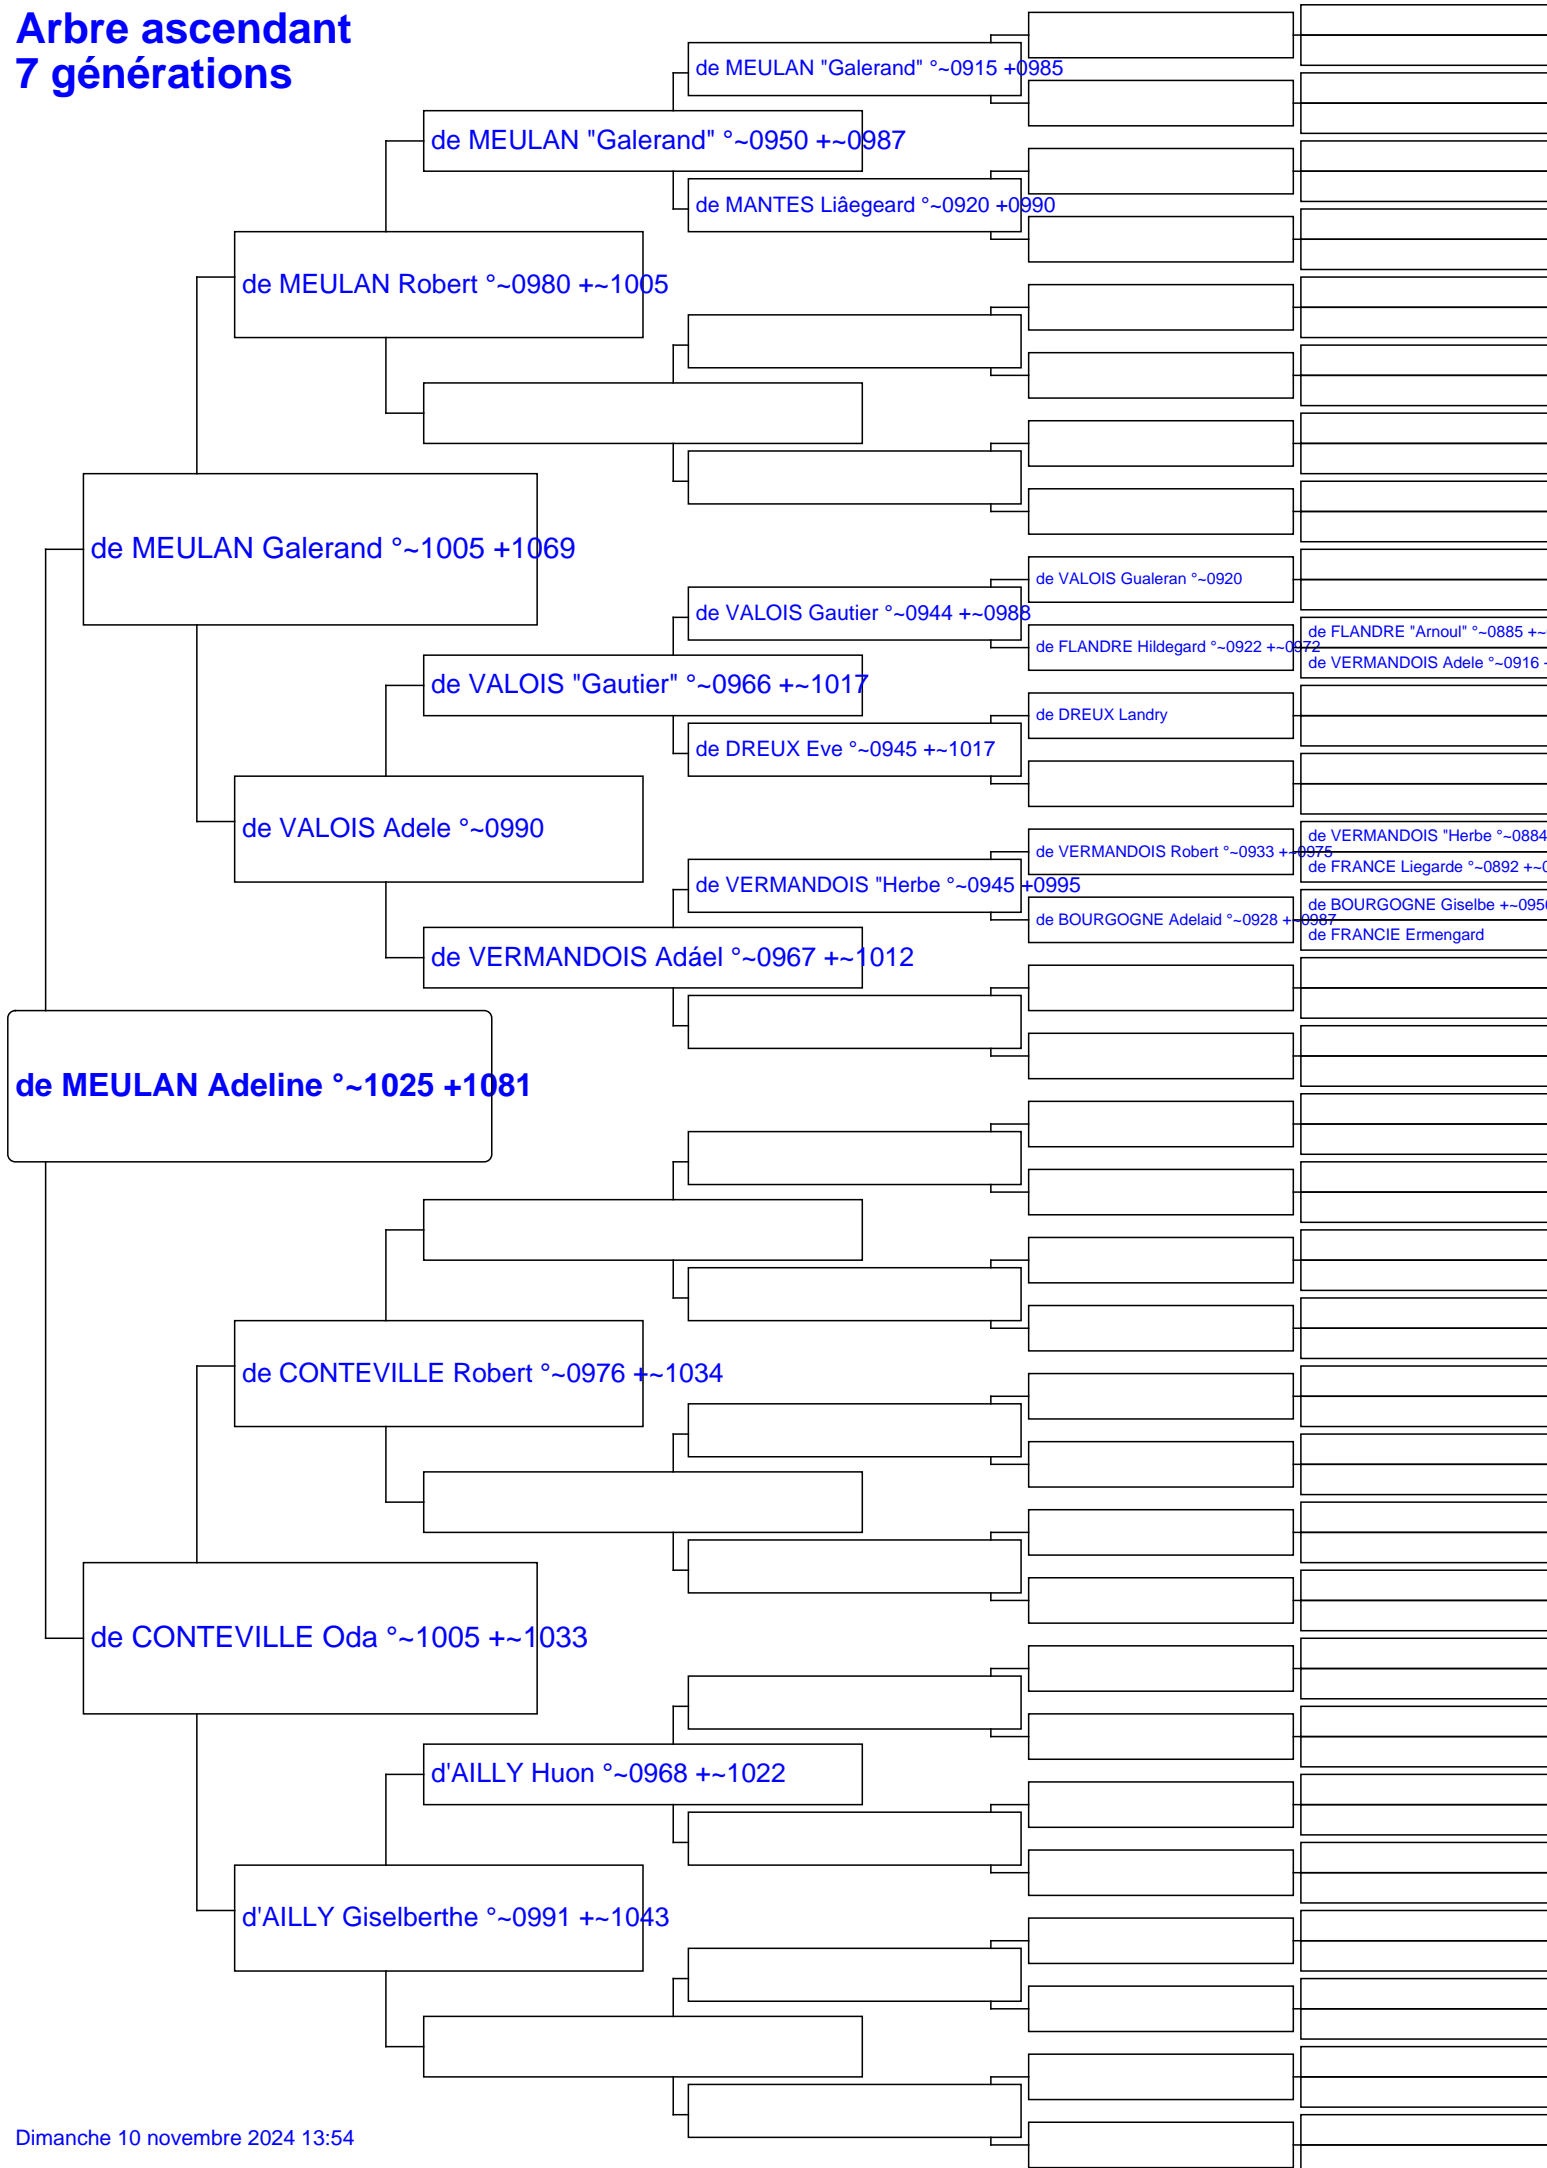 Arbre ascendant
7 générations
de MEULAN "Galerand" °~0915 +0985
de MEULAN "Galerand" °~0950 +~0987
de MANTES Liâegeard °~0920 +0990
de MEULAN Robert °~0980 +~1005
de MEULAN Galerand °~1005 +1069
de VALOIS Gualeran °~0920
de VALOIS Gautier °~0944 +~0988
de FLANDRE "Arnoul" °~0885 +~
de FLANDRE Hildegard °~0922 +~0972
de VERMANDOIS Adele °~0916
de VALOIS "Gautier" °~0966 +~1017
de DREUX Landry
de DREUX Eve °~0945 +~1017
de VALOIS Adele °~0990
de VERMANDOIS "Herbe °~0884
de VERMANDOIS Robert °~0933 +~0975
de FRANCE Liegarde °~0892 +~0
de VERMANDOIS "Herbe °~0945 +0995
de BOURGOGNE Giselbe +~0956
de BOURGOGNE Adelaid °~0928 +~0987
de FRANCIE Ermengard
de VERMANDOIS Adáel °~0967 +~1012
de MEULAN Adeline °~1025 +1081
de CONTEVILLE Robert °~0976 +~1034
de CONTEVILLE Oda °~1005 +~1033
d'AILLY Huon °~0968 +~1022
d'AILLY Giselberthe °~0991 +~1043
Dimanche 10 novembre 2024 13:54